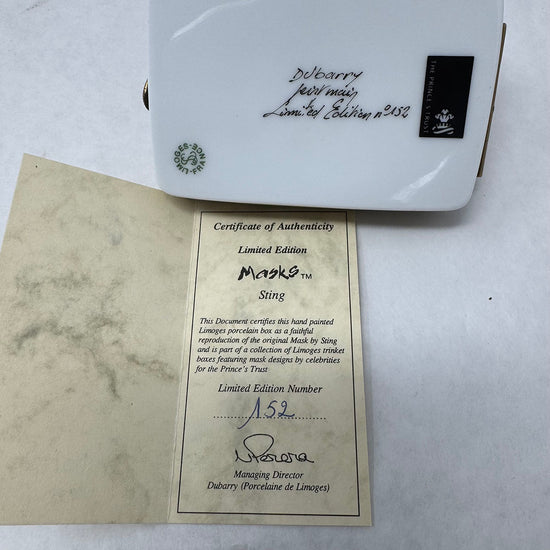 Dubarry
peint main
Limited Edition nº152
THE PRINCE'S TRUST
LIMOGES-BON
FRA
Certificate of Authenticity
Limited Edition
Masks™
Sting
This Document certifies this hand painted
Limoges porcelain box as a faithful
reproduction of the original Mask by Sting
and is part of a collection of Limoges trinket
boxes featuring mask designs by celebrities
for the Prince's Trust
Limited Edition Number
152
Managing Director
Dubarry (Porcelaine de Limoges)